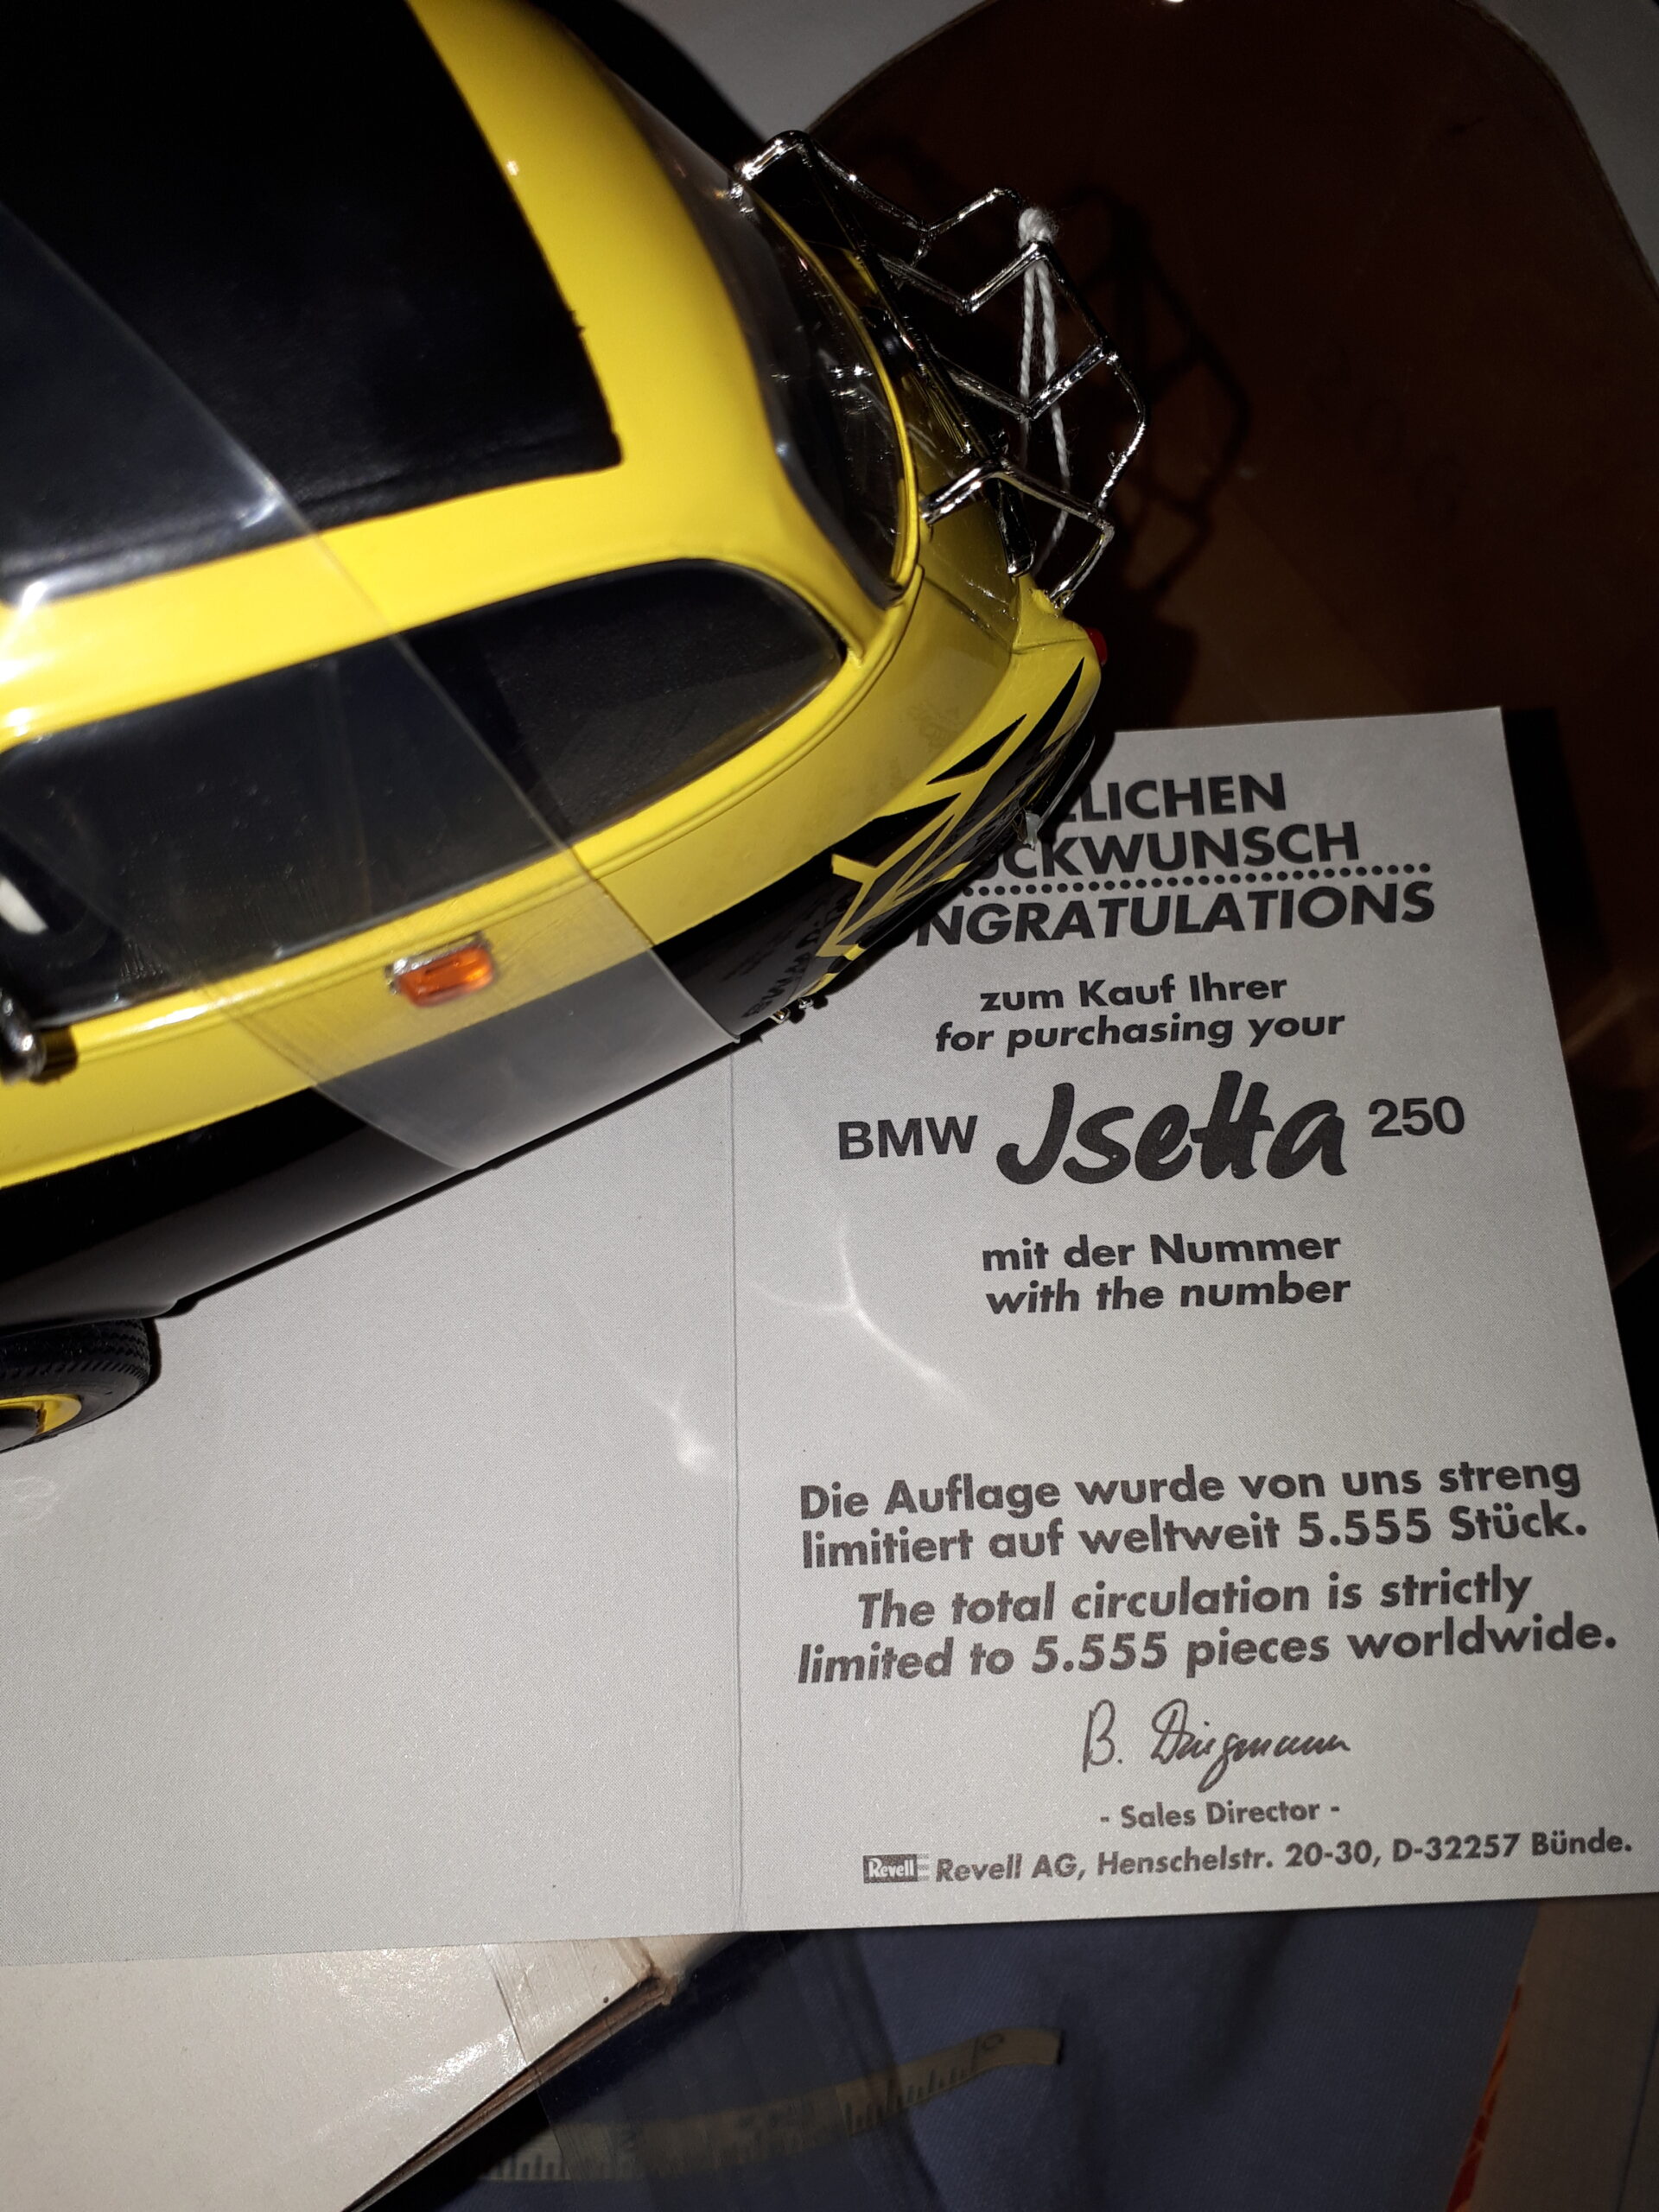 LICHEN
CKWUNSCH
NGRATULATIONS
zum Kauf Ihrer
for purchasing your
BMW Jsetta 250
mit der Nummer
with the number
Die Auflage wurde von uns streng
limitiert auf weltweit 5.555 Stück.
The total circulation is strictly
limited to 5.555 pieces worldwide.
B.
- Sales Director -
Revell Revell AG, Henschelstr. 20-30, D-32257 Bünde.